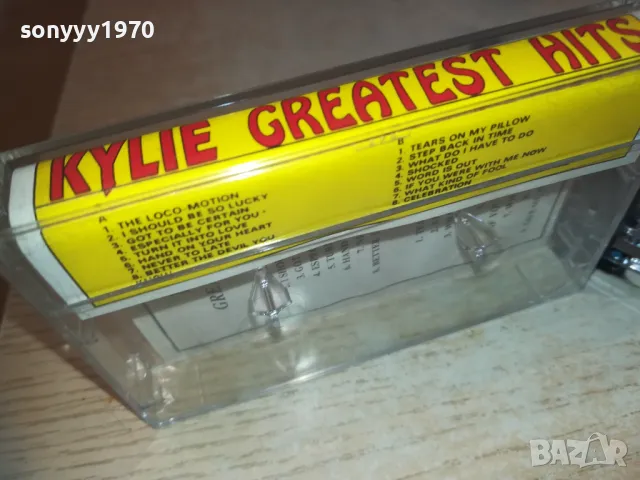 sonyyy1970
KYLIE GREATEST HITS
A
1. THE LOCO-MOTION
2. I SHOULD BE SO LUCKY
3. GOT TO BE CERTAIN
4. ESPECIALLY FOR YOU
5. TURN IT INTO LOVE
6. HAND ON YOUR HEART
7. NEVER TO LATE
8. BETTER THE DEVIL YOU
B
1. TEARS ON MY PILLOW
2. STEP BACK IN TIME
3. WHAT DO I HAVE TO DO
4. SHOCKED
5. WORD IS OUT
6. IF YOU WERE WITH ME NOW
7. WHAT KIND OF FOOL
8. CELEBRATION
BAZAR